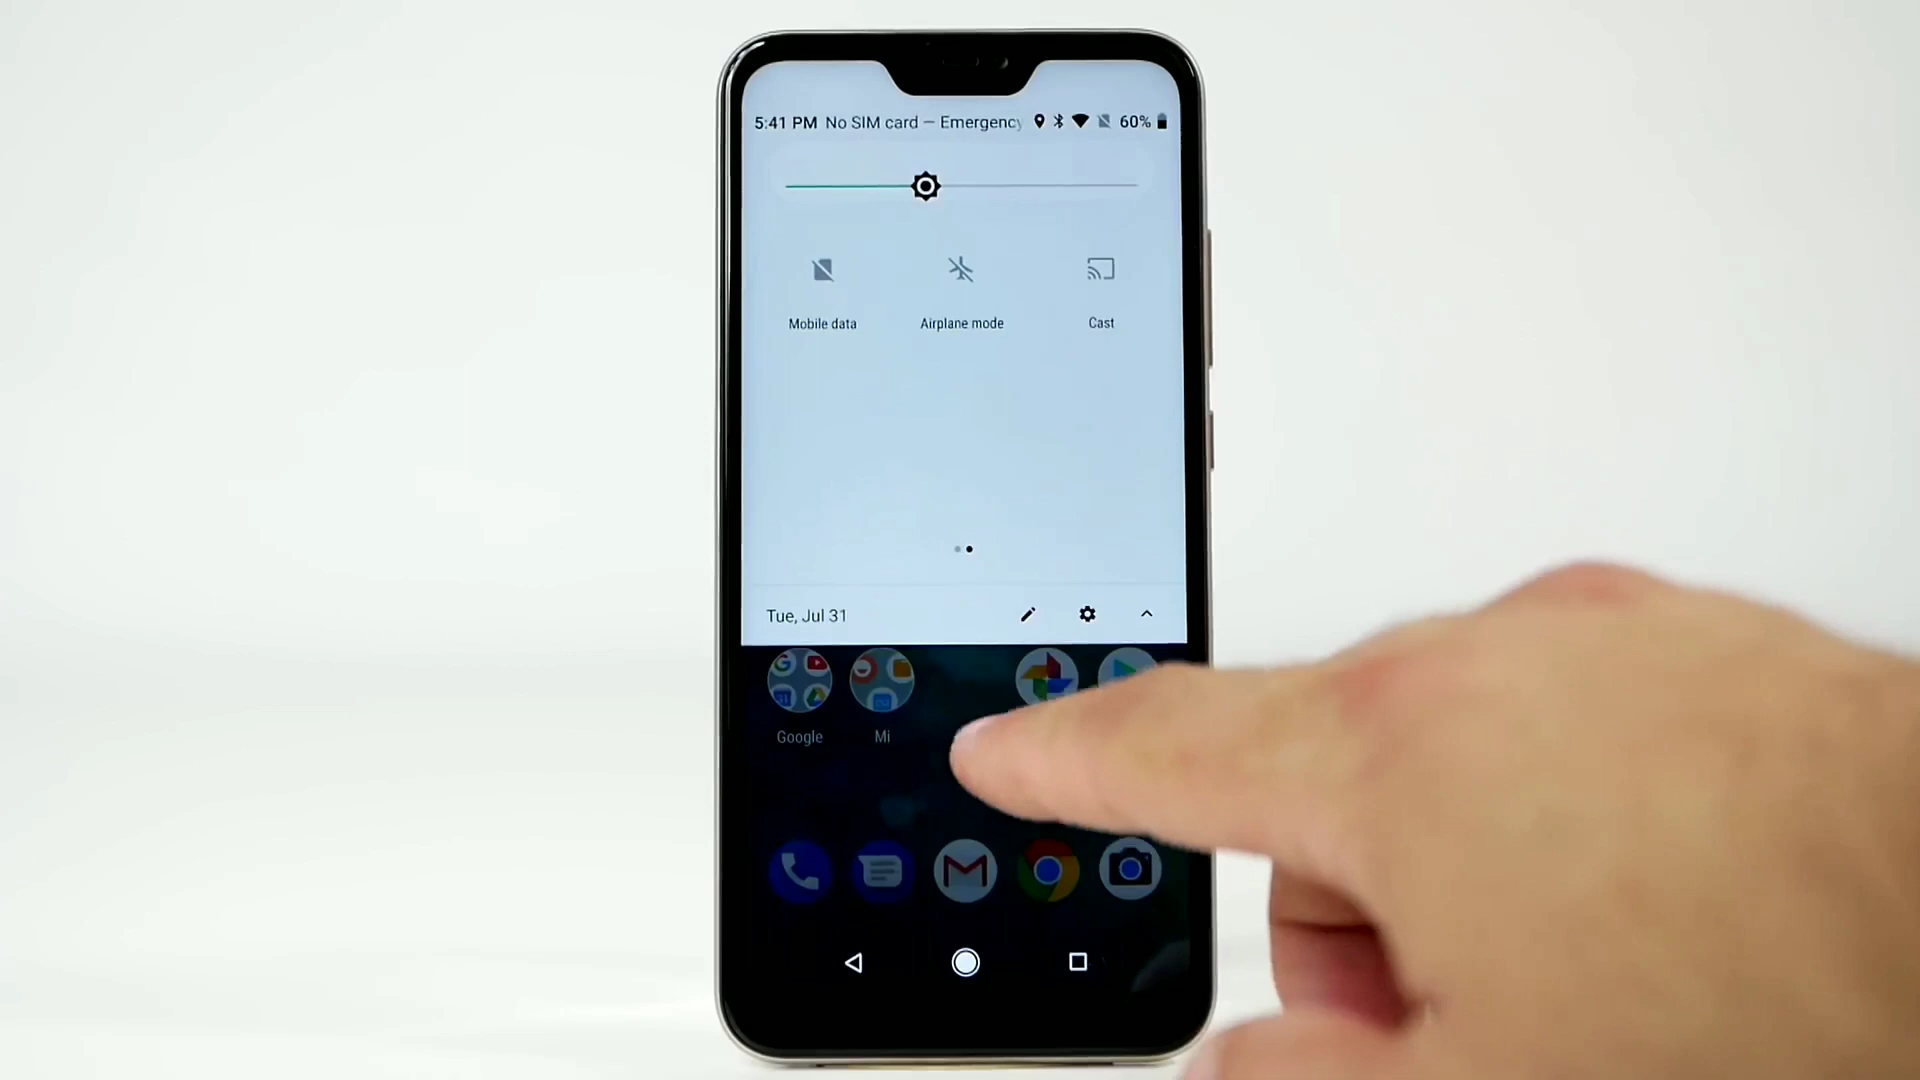 5:41 PM No SIM card – Emergency 60%
Mobile data Airplane mode Cast
Tue, Jul 31
Google Mi